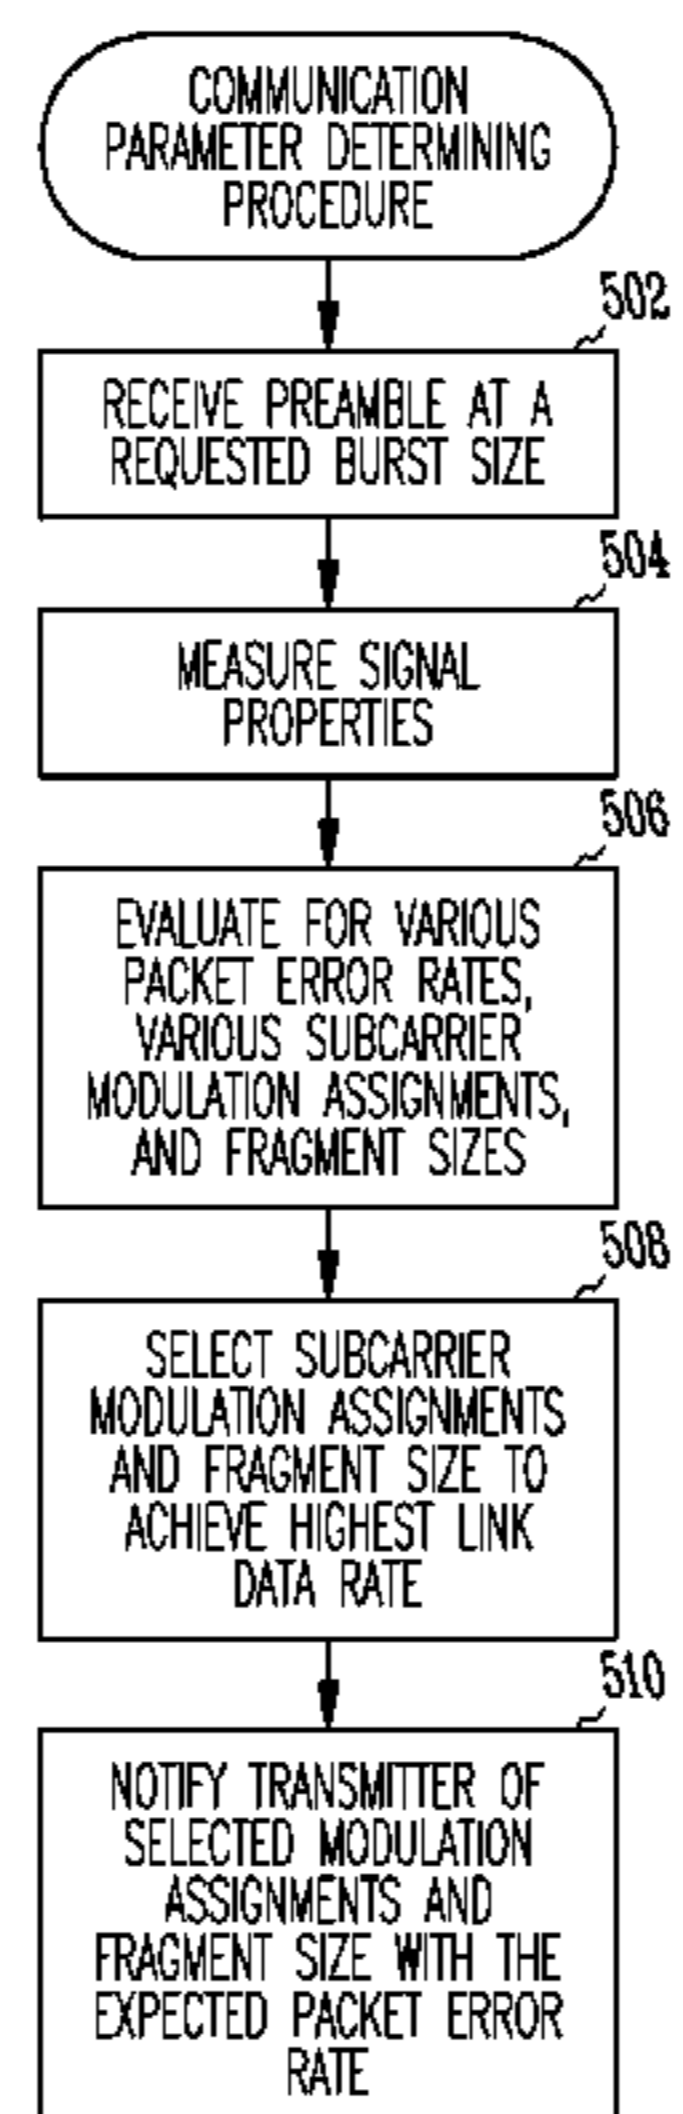 COMMUNICATION
PARAMETER DETERMINING
PROCEDURE
502
RECEIVE PREAMBLE AT A
REQUESTED BURST SIZE
504
MEASURE SIGNAL
PROPERTIES
506
EVALUATE FOR VARIOUS
PACKET ERROR RATES,
VARIOUS SUBCARRIER
MODULATION ASSIGNMENTS,
AND FRAGMENT SIZES
508
SELECT SUBCARRIER
MODULATION ASSIGNMENTS
AND FRAGMENT SIZE TO
ACHIEVE HIGHEST LINK
DATA RATE
510
NOTIFY TRANSMITTER OF
SELECTED MODULATION
ASSIGNMENTS AND
FRAGMENT SIZE WITH THE
EXPECTED PACKET ERROR
RATE